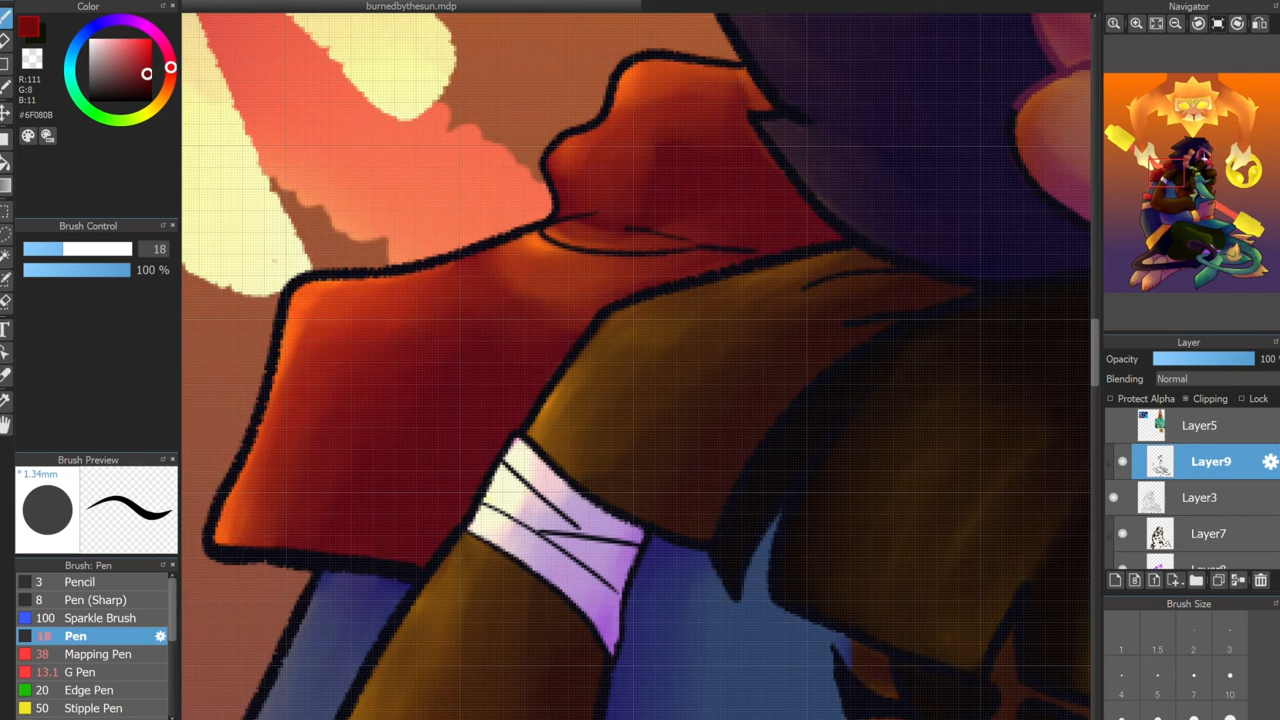 Color
burnedbythesun.mdp
Navigator
R:111
G:8
B:11
#6F080B
Brush Control
18
100 %
Brush Preview
* 1.34mm
Brush: Pen
3 Pencil
8 Pen (Sharp)
100 Sparkle Brush
18 Pen
38 Mapping Pen
13.1 G Pen
20 Edge Pen
50 Stipple Pen
Layer
Opacity 100
Blending Normal
Protect Alpha Clipping Lock
Layer5
Layer9
Layer3
Layer7
Layer8
Brush Size
1 1.5 2 3
4 5 7 10